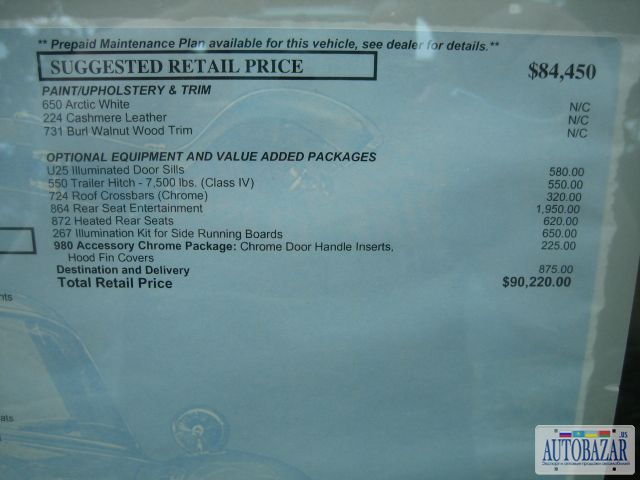 ** Prepaid Maintenance Plan available for this vehicle, see dealer for details.**
SUGGESTED RETAIL PRICE $84,450
PAINT/UPHOLSTERY & TRIM
650 Arctic White N/C
224 Cashmere Leather N/C
731 Burl Walnut Wood Trim N/C
OPTIONAL EQUIPMENT AND VALUE ADDED PACKAGES
U25 Illuminated Door Sills 580.00
550 Trailer Hitch - 7,500 lbs. (Class IV) 550.00
724 Roof Crossbars (Chrome) 320.00
864 Rear Seat Entertainment 1,950.00
872 Heated Rear Seats 620.00
267 Illumination Kit for Side Running Boards 650.00
980 Accessory Chrome Package: Chrome Door Handle Inserts, 225.00
Hood Fin Covers
Destination and Delivery 875.00
Total Retail Price $90,220.00
nts
ats
.us
AUTOBAZAR